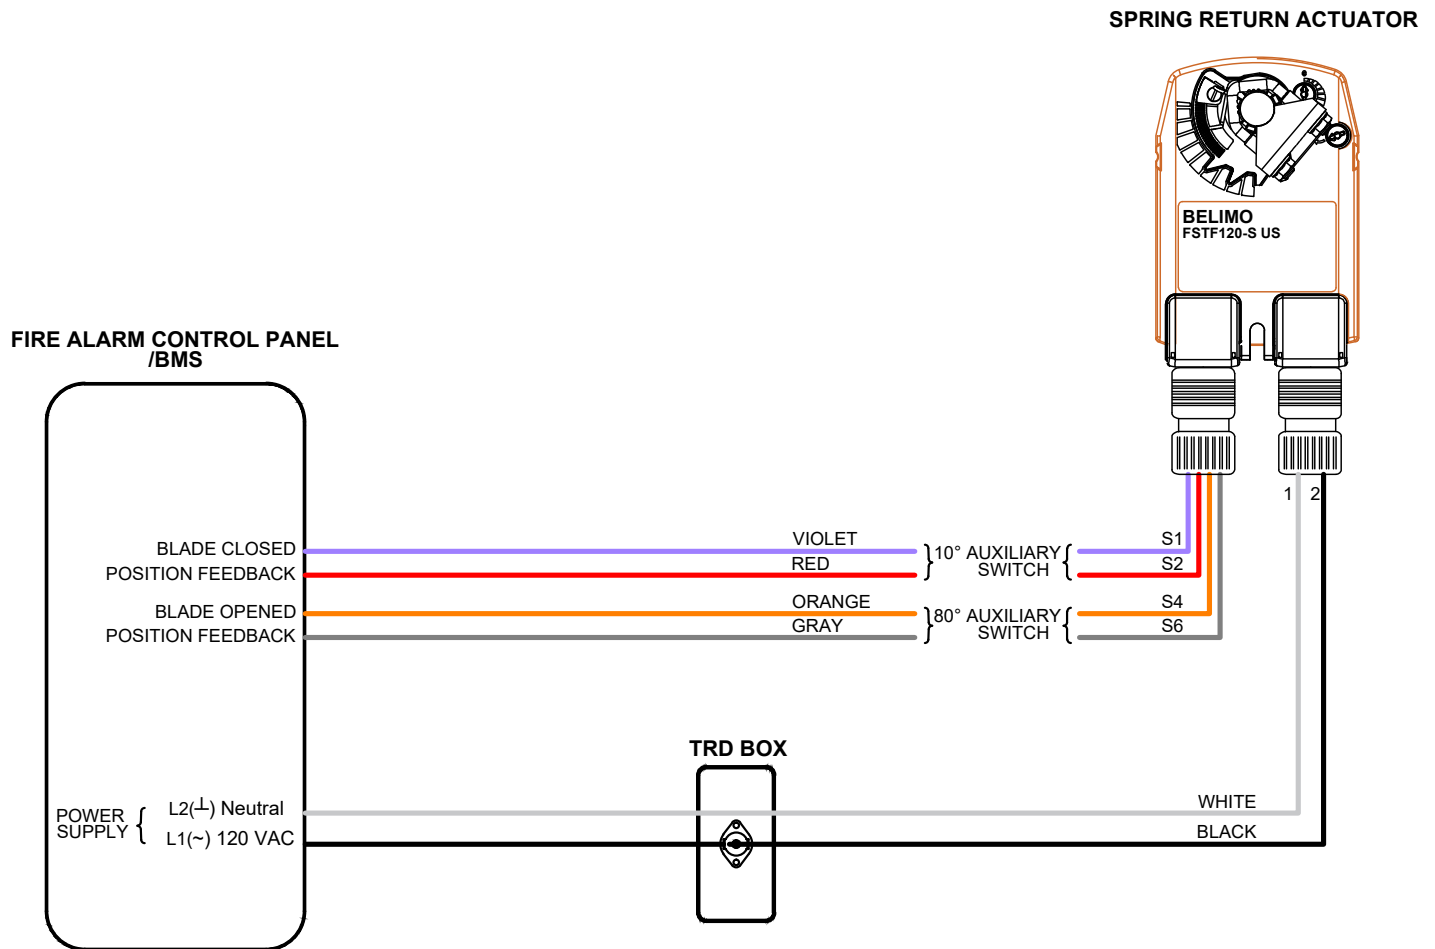 SPRING RETURN ACTUATOR
BELIMO
FSTF120-S US
FIRE ALARM CONTROL PANEL
/BMS
1 2
BLADE CLOSED
POSITION FEEDBACK
BLADE OPENED
POSITION FEEDBACK
VIOLET
RED
ORANGE
GRAY
10° AUXILIARY
SWITCH
80° AUXILIARY
SWITCH
S1
S2
S4
S6
TRD BOX
POWER
SUPPLY
L2(┴) Neutral
L1(~) 120 VAC
WHITE
BLACK